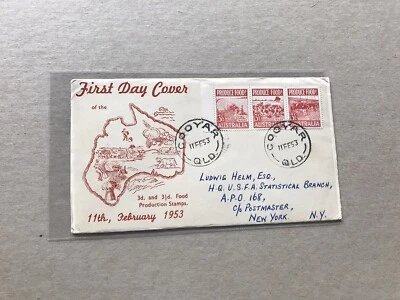 First Day Cover
of the
3d. and 3½d. Food
Production Stamps.
11th, February 1953
PRODUCE FOOD! PRODUCE FOOD! PRODUCE FOOD!
AUSTRALIA AUSTRALIA AUSTRALIA
COOYAR
11FE53
QLD.
COOYAR
11FE53
QLD.
Ludwig Helm, Esq,
H.Q. U.S.F.A. Statistical Branch,
A.P.O. 168,
c/o Postmaster,
New York. N.Y.